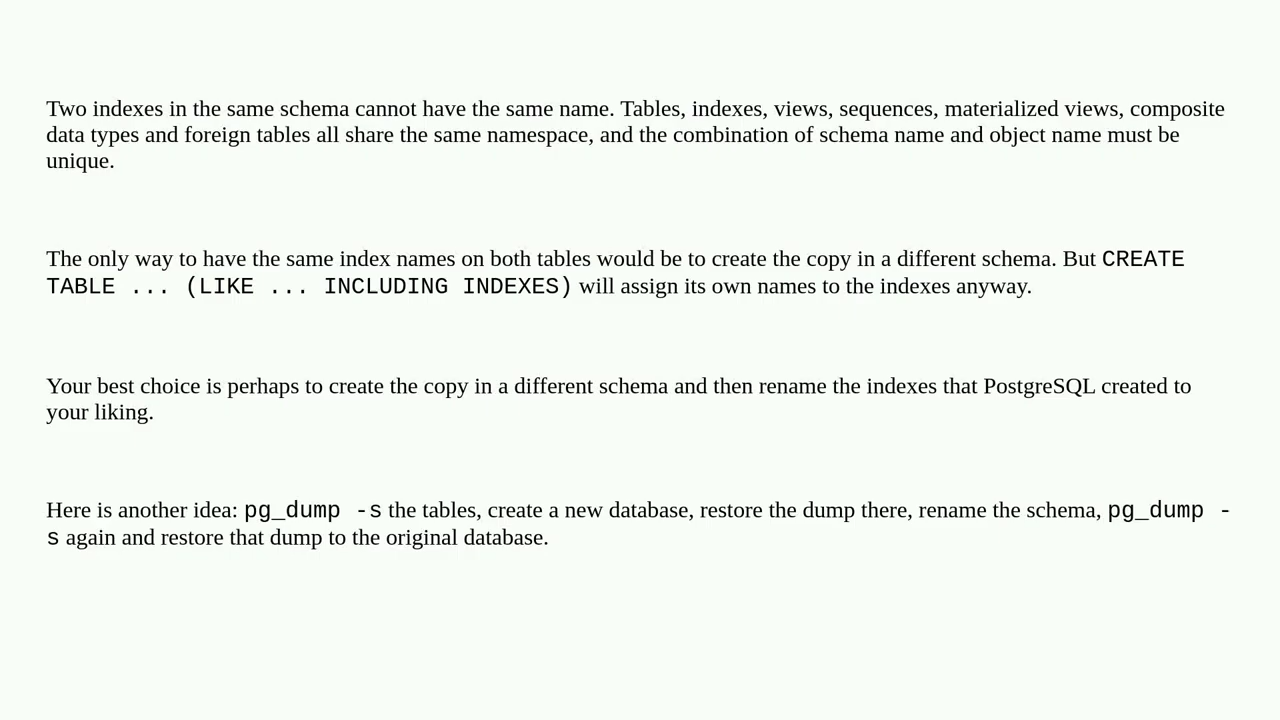 Two indexes in the same schema cannot have the same name. Tables, indexes, views, sequences, materialized views, composite
data types and foreign tables all share the same namespace, and the combination of schema name and object name must be
unique.
The only way to have the same index names on both tables would be to create the copy in a different schema. But CREATE
TABLE ... (LIKE ... INCLUDING INDEXES) will assign its own names to the indexes anyway.
Your best choice is perhaps to create the copy in a different schema and then rename the indexes that PostgreSQL created to
your liking.
Here is another idea: pg_dump -s the tables, create a new database, restore the dump there, rename the schema, pg_dump -
s again and restore that dump to the original database.